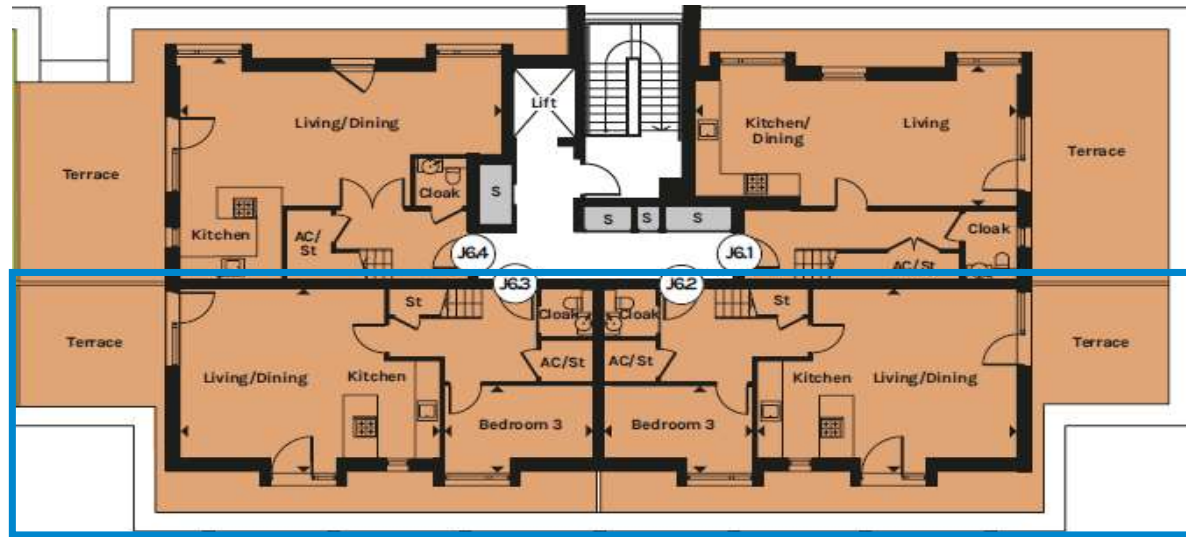 Lift
Living/Dining
Kitchen/
Dining
Living
Terrace
Terrace
Cloak
S
Kitchen
AC/
St
S
S
S
Cloak
J6.4
J6.1
AC/St
J6.3
J6.2
St
Cloak
Cloak
St
Terrace
Terrace
Living/Dining
Kitchen
AC/St
AC/St
Kitchen
Living/Dining
Bedroom 3
Bedroom 3